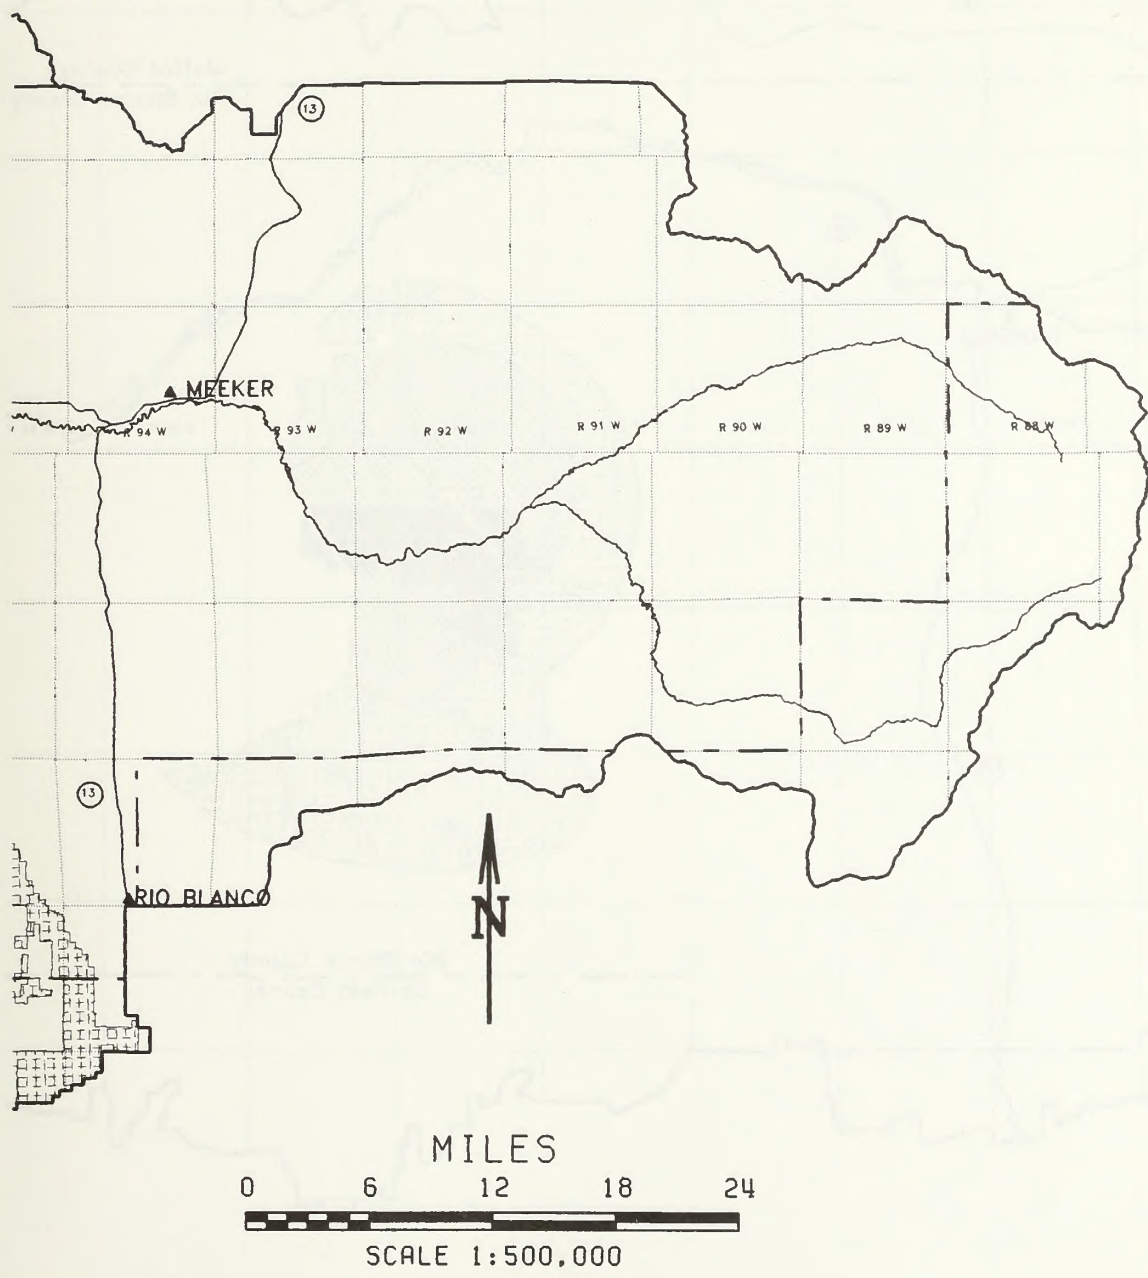 13
MEEKER
R 94 W
R 93 W
R 92 W
R 91 W
R 90 W
R 89 W
R 88 W
13
RIO BLANCO
N
MILES
0 6 12 18 24
SCALE 1:500,000